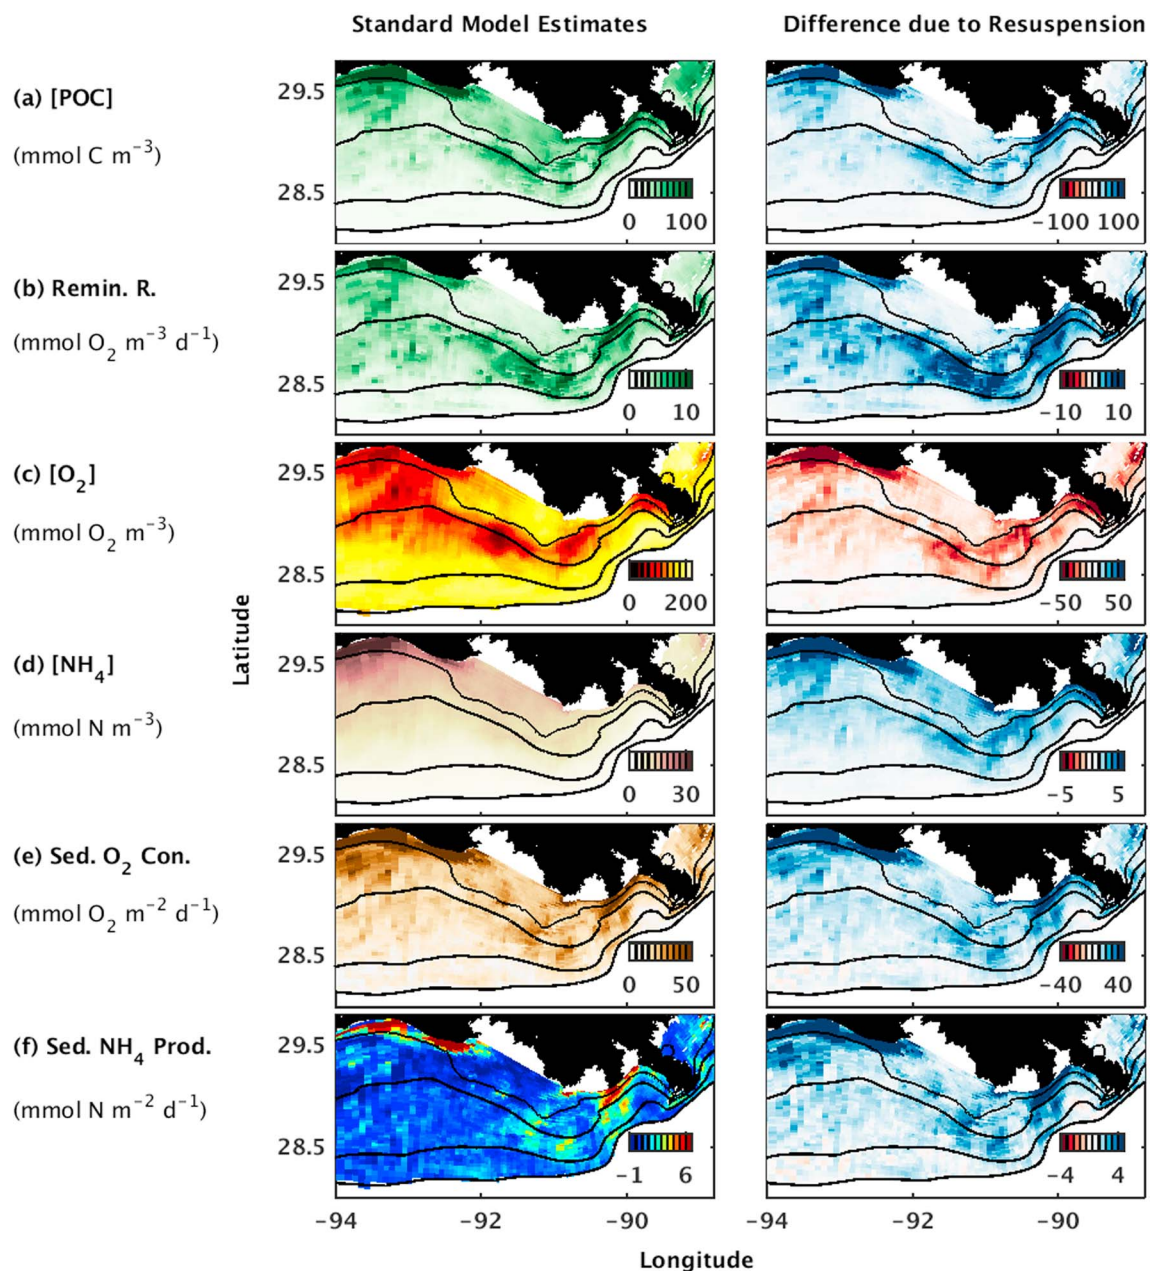 Standard Model Estimates
Difference due to Resuspension
(a) [POC]
(mmol C m−3)
29.5
28.5
0 100
−100 100
(b) Remin. R.
(mmol O2 m−3 d−1)
29.5
28.5
0 10
−10 10
(c) [O2]
(mmol O2 m−3)
29.5
28.5
0 200
−50 50
Latitude
(d) [NH4]
(mmol N m−3)
29.5
28.5
0 30
−5 5
(e) Sed. O2 Con.
(mmol O2 m−2 d−1)
29.5
28.5
0 50
−40 40
(f) Sed. NH4 Prod.
(mmol N m−2 d−1)
29.5
28.5
−1 6
−4 4
−94 −92 −90
−94 −92 −90
Longitude